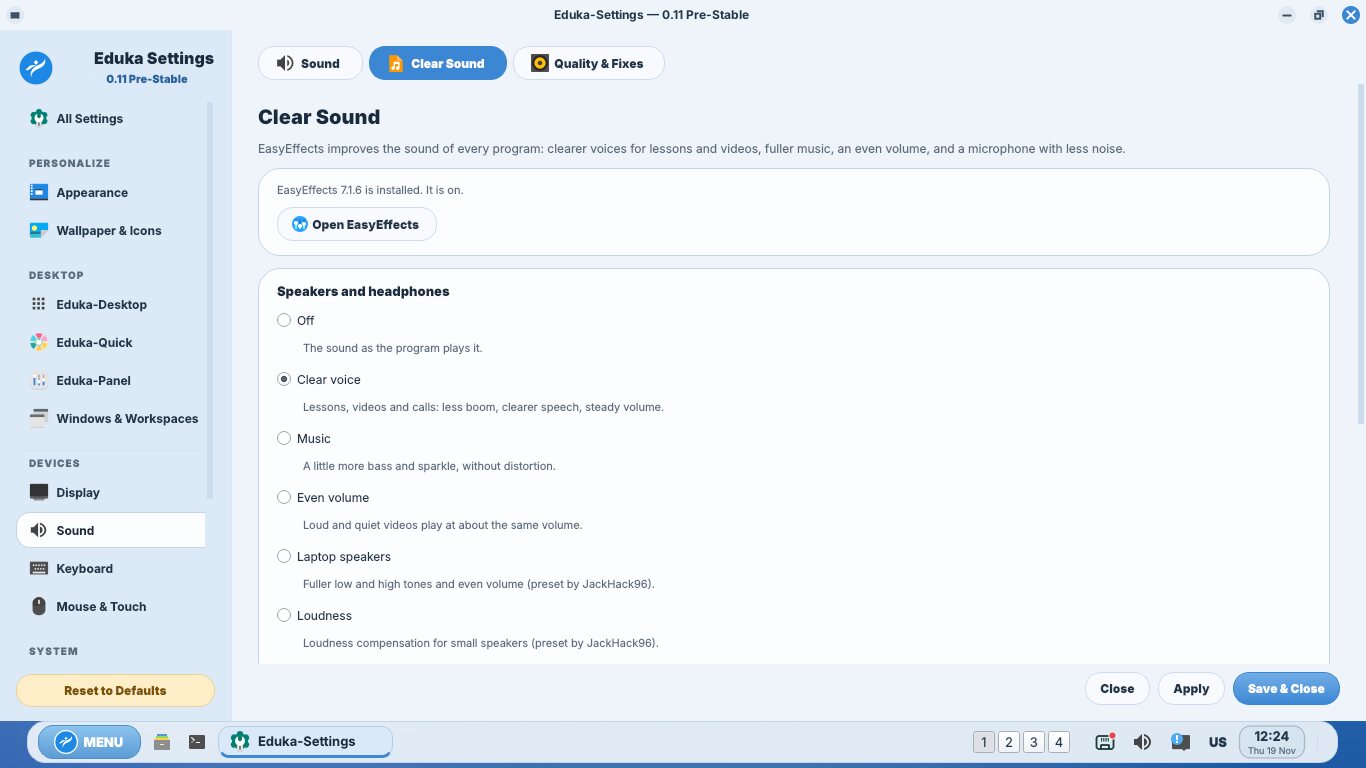 Eduka-Settings — 0.11 Pre-Stable
Eduka Settings
0.11 Pre-Stable
All Settings
PERSONALIZE
Appearance
Wallpaper & Icons
DESKTOP
Eduka-Desktop
Eduka-Quick
Eduka-Panel
Windows & Workspaces
DEVICES
Display
Sound
Keyboard
Mouse & Touch
SYSTEM
Reset to Defaults
Sound
Clear Sound
Quality & Fixes
Clear Sound
EasyEffects improves the sound of every program: clearer voices for lessons and videos, fuller music, an even volume, and a microphone with less noise.
EasyEffects 7.1.6 is installed. It is on.
Open EasyEffects
Speakers and headphones
Off
The sound as the program plays it.
Clear voice
Lessons, videos and calls: less boom, clearer speech, steady volume.
Music
A little more bass and sparkle, without distortion.
Even volume
Loud and quiet videos play at about the same volume.
Laptop speakers
Fuller low and high tones and even volume (preset by JackHack96).
Loudness
Loudness compensation for small speakers (preset by JackHack96).
Close
Apply
Save & Close
MENU
Eduka-Settings
1
2
3
4
US
12:24
Thu 19 Nov